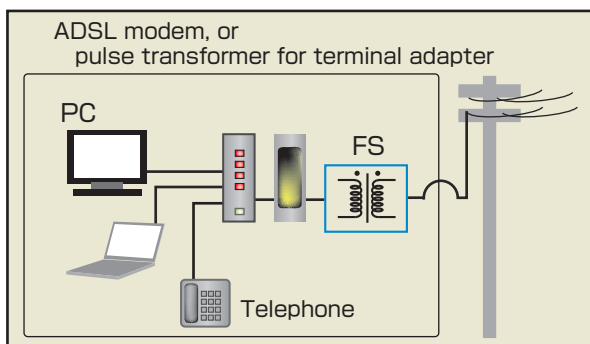 ADSL modem, or
pulse transformer for terminal adapter
PC
FS
Telephone